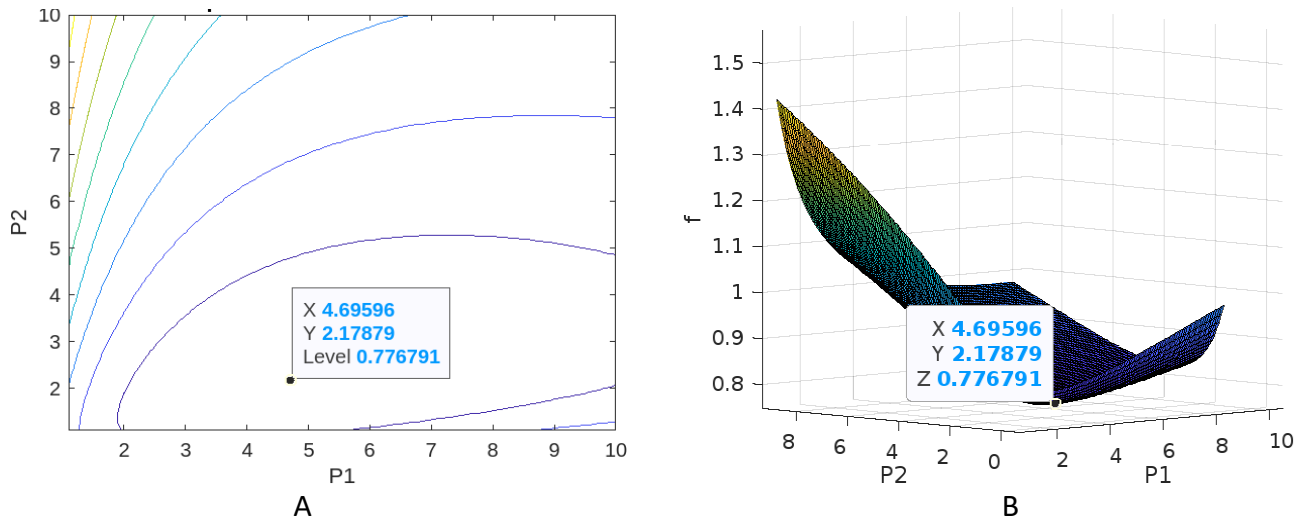 10
9
8
7
6
5
4
3
2
P2
2 3 4 5 6 7 8 9 10
P1
X 4.69596
Y 2.17879
Level 0.776791
A
1.5
1.4
1.3
1.2
1.1
1
0.9
0.8
f
X 4.69596
Y 2.17879
Z 0.776791
8 6 4 2 0
P2
2 4 6 8 10
P1
B